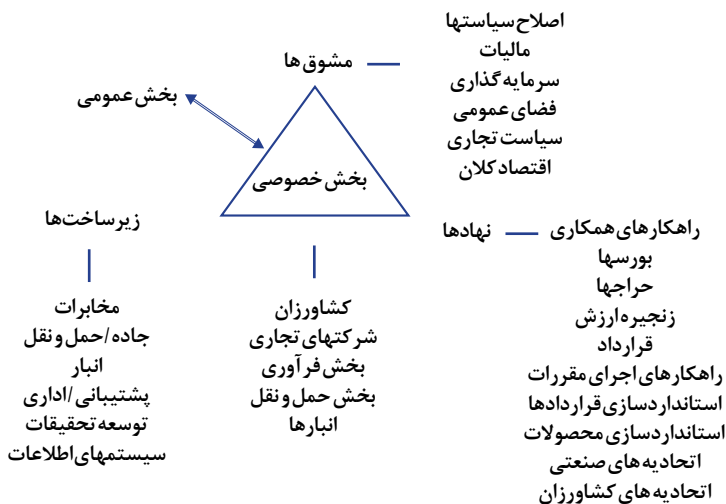 اصلاح سیاستها
مالیات
سرمایه گذاری
فضای عمومی
سیاست تجاری
اقتصاد کلان
مشوق ها
بخش عمومی
بخش خصوصی
زیرساخت ها
نهادها
راهکارهای همکاری
بورسها
حراجها
زنجیره ارزش
قرارداد
راهکارهای اجرای مقررات
استانداردسازی قراردادها
استانداردسازی محصولات
اتحادیه های صنعتی
اتحادیه های کشاورزان
کشاورزان
شرکتهای تجاری
بخش فرآوری
بخش حمل و نقل
انبارها
مخابرات
جاده/حمل و نقل
انبار
پشتیبانی/اداری
توسعه تحقیقات
سیستمهای اطلاعات